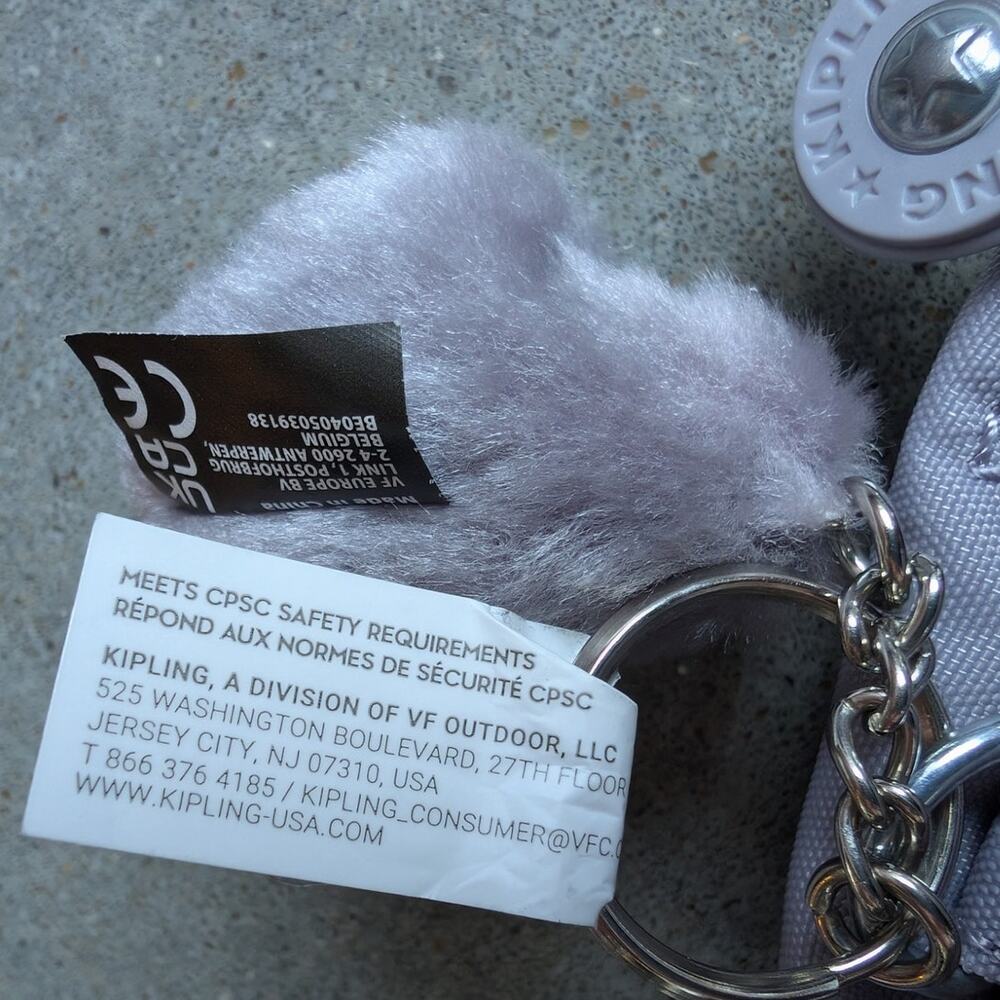 KIPLING
Made in China
VF EUROPE BV
LINK 1, POSTHOFBRUG
2-4 2600 ANTWERPEN,
BELGIUM
BE0405039138
UK
CA
CE
MEETS CPSC SAFETY REQUIREMENTS
RÉPOND AUX NORMES DE SÉCURITÉ CPSC
KIPLING, A DIVISION OF VF OUTDOOR, LLC
525 WASHINGTON BOULEVARD, 27TH FLOOR
JERSEY CITY, NJ 07310, USA
T 866 376 4185 / KIPLING_CONSUMER@VFC.
WWW.KIPLING-USA.COM